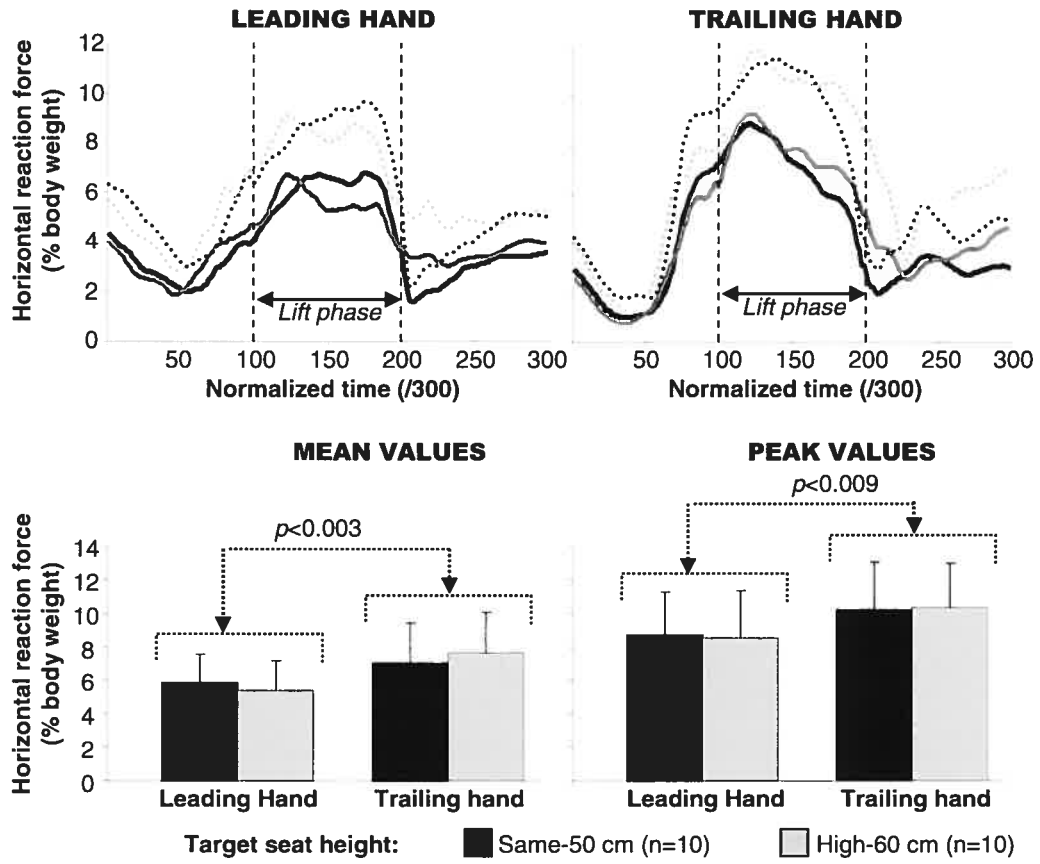 LEADING HAND
TRAILING HAND
Horizontal reaction force
(% body weight)
12
10
8
6
4
2
0
Lift phase
Lift phase
50 100 150 200 250 300
50 100 150 200 250 300
Normalized time (/300)
Normalized time (/300)
MEAN VALUES
PEAK VALUES
p<0.003
p<0.009
Horizontal reaction force
(% body weight)
14
12
10
8
6
4
2
0
Leading Hand
Trailing hand
Leading Hand
Trailing hand
Target seat height:
Same-50 cm (n=10)
High-60 cm (n=10)